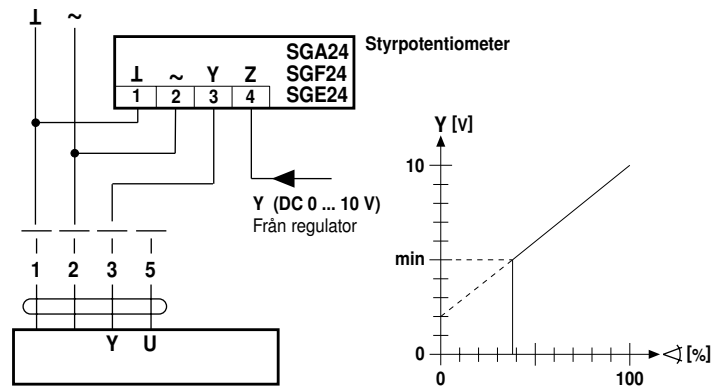 ⊥ ~
SGA24
SGF24
SGE24
Styrpotentiometer
⊥ ~ Y Z
1 2 3 4
Y (DC 0 ... 10 V)
Från regulator
1 2 3 5
Y U
Y [V]
10
min
0
0 100
[%]